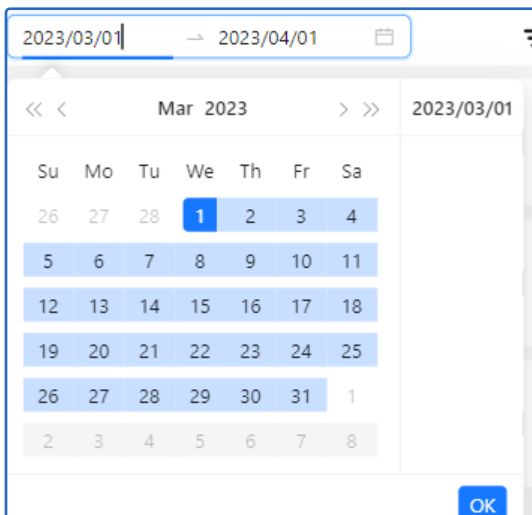 2023/03/01 → 2023/04/01
« < Mar 2023 > » 2023/03/01
Su Mo Tu We Th Fr Sa
26 27 28 1 2 3 4
5 6 7 8 9 10 11
12 13 14 15 16 17 18
19 20 21 22 23 24 25
26 27 28 29 30 31 1
2 3 4 5 6 7 8
OK